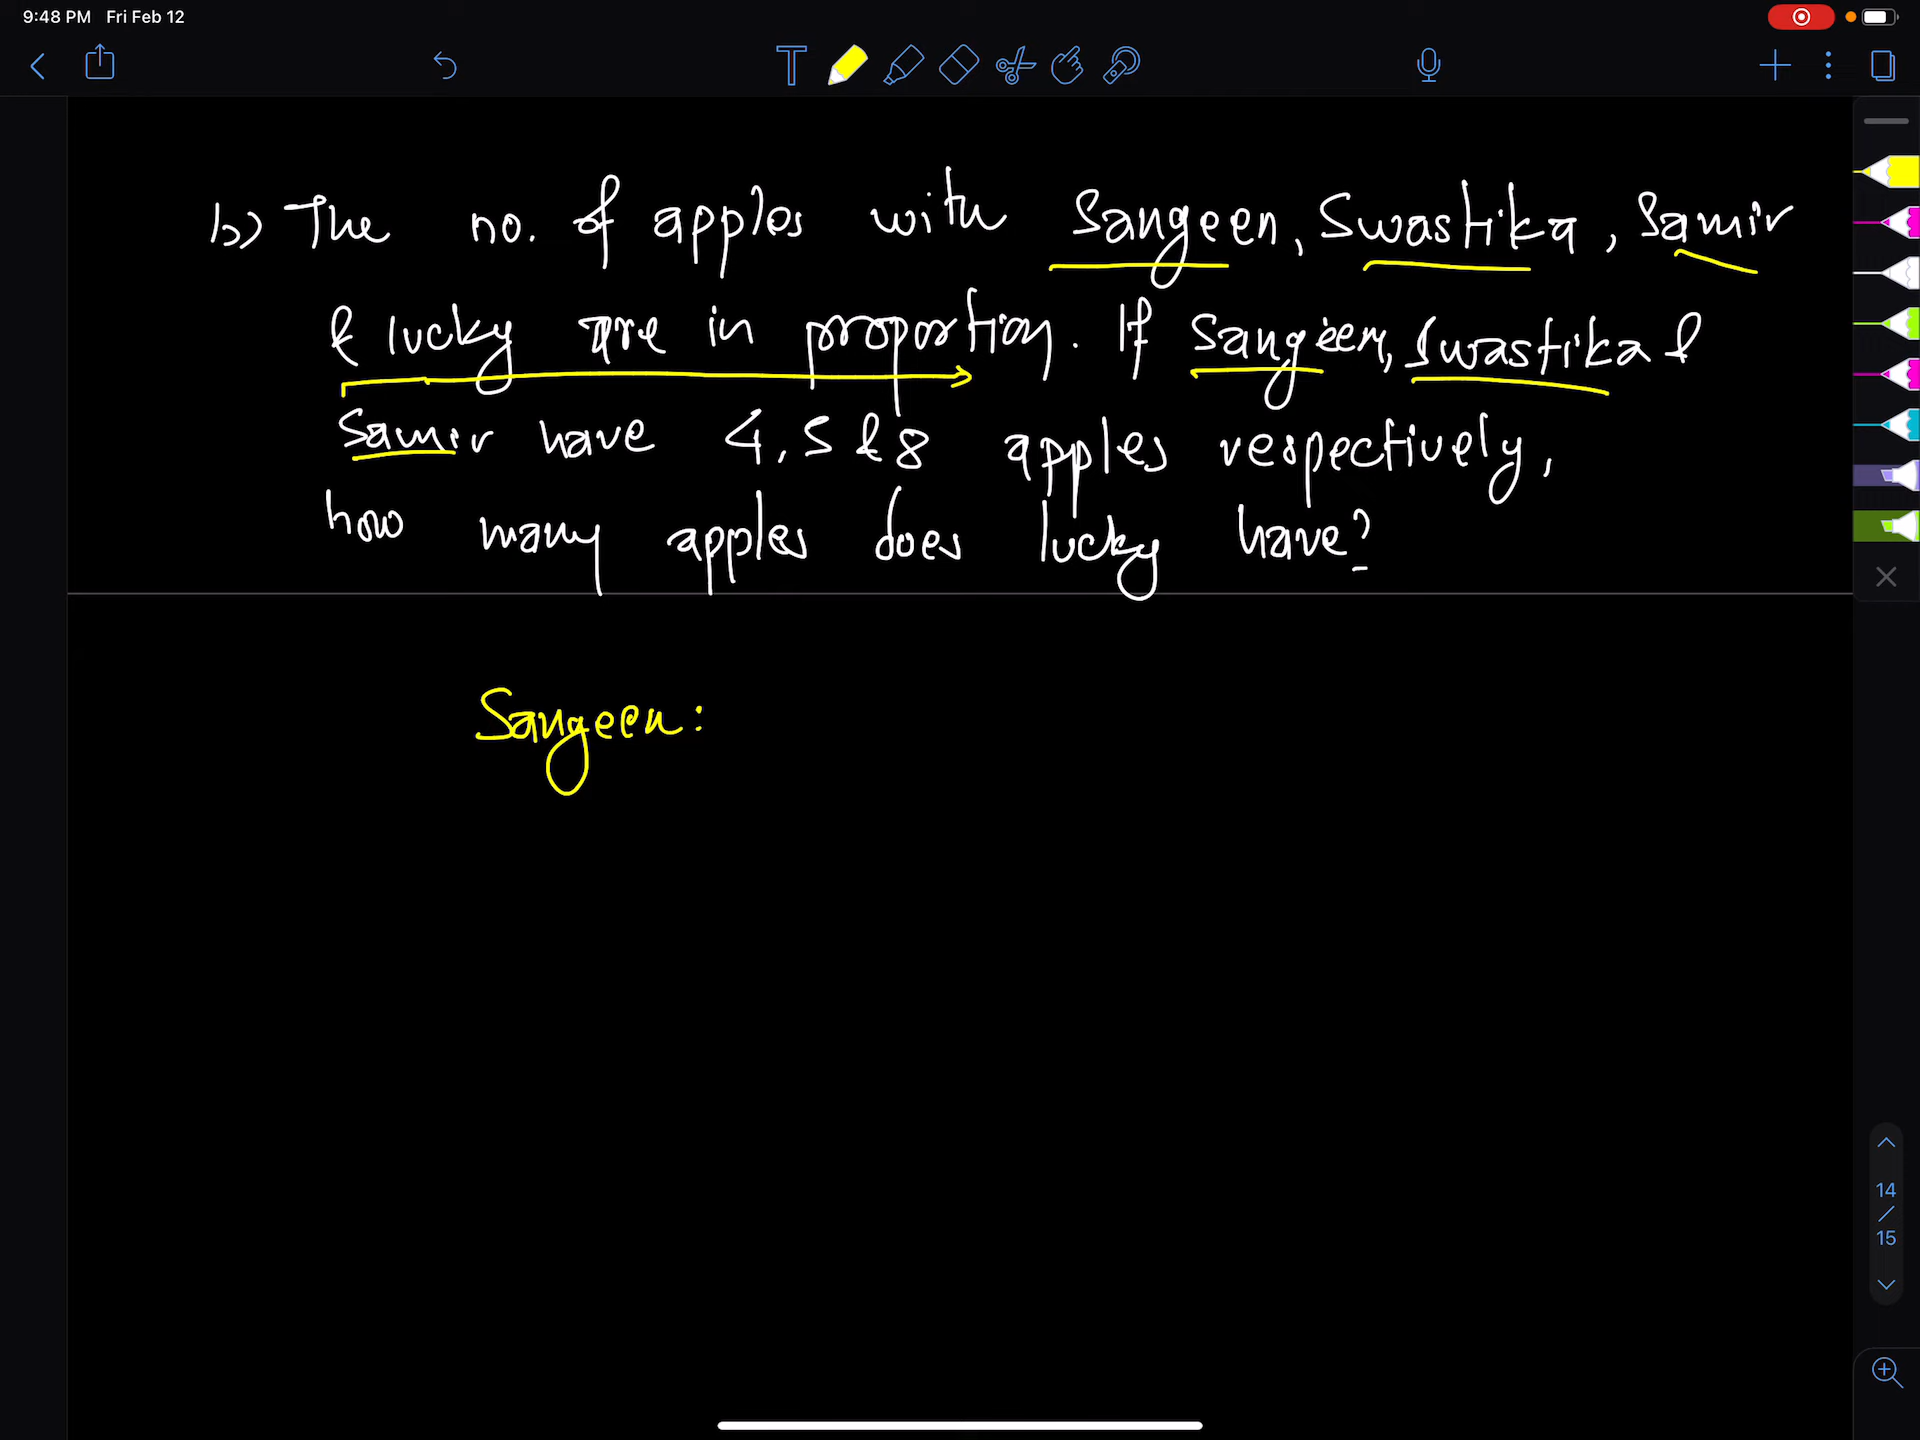 9:48 PM Fri Feb 12
b) The no. of apples with Sangeen, Swastika, Samir
& lucky are in proportion. If Sangeen, Swastika &
Samir have 4, 5 & 8 apples respectively,
how many apples does lucky have?
Sangeen:
14
/
15